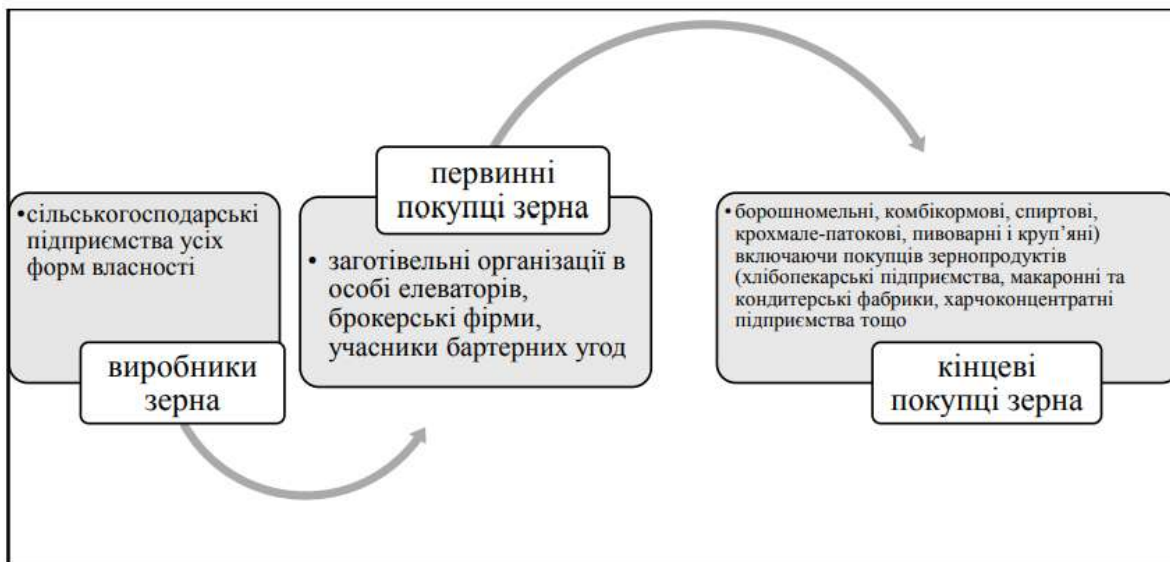 •сільськогосподарські
підприємства усіх
форм власності
виробники
зерна
первинні
покупці зерна
• заготівельні організації в
особі елеваторів,
брокерські фірми,
учасники бартерних угод
•борошномельні, комбікормові, спиртові,
крохмале-патокові, пивоварні і круп’яні)
включаючи покупців зернопродуктів
(хлібопекарські підприємства, макаронні та
кондитерські фабрики, харчоконцентратні
підприємства тощо
кінцеві
покупці зерна